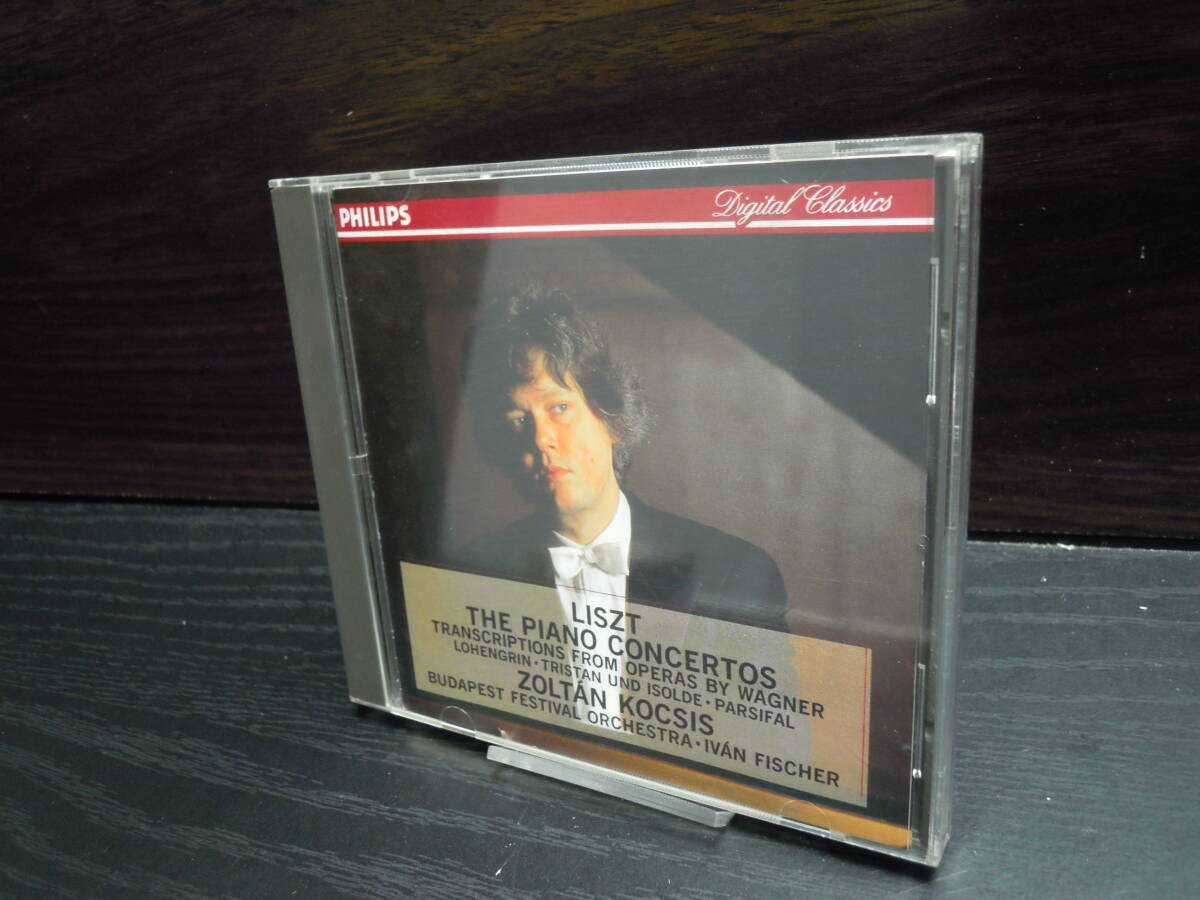 PHILIPS
Digital Classics
LISZT
THE PIANO CONCERTOS
TRANSCRIPTIONS FROM OPERAS BY WAGNER
LOHENGRIN · TRISTAN UND ISOLDE · PARSIFAL
ZOLTÁN KOCSIS
BUDAPEST FESTIVAL ORCHESTRA · IVÁN FISCHER